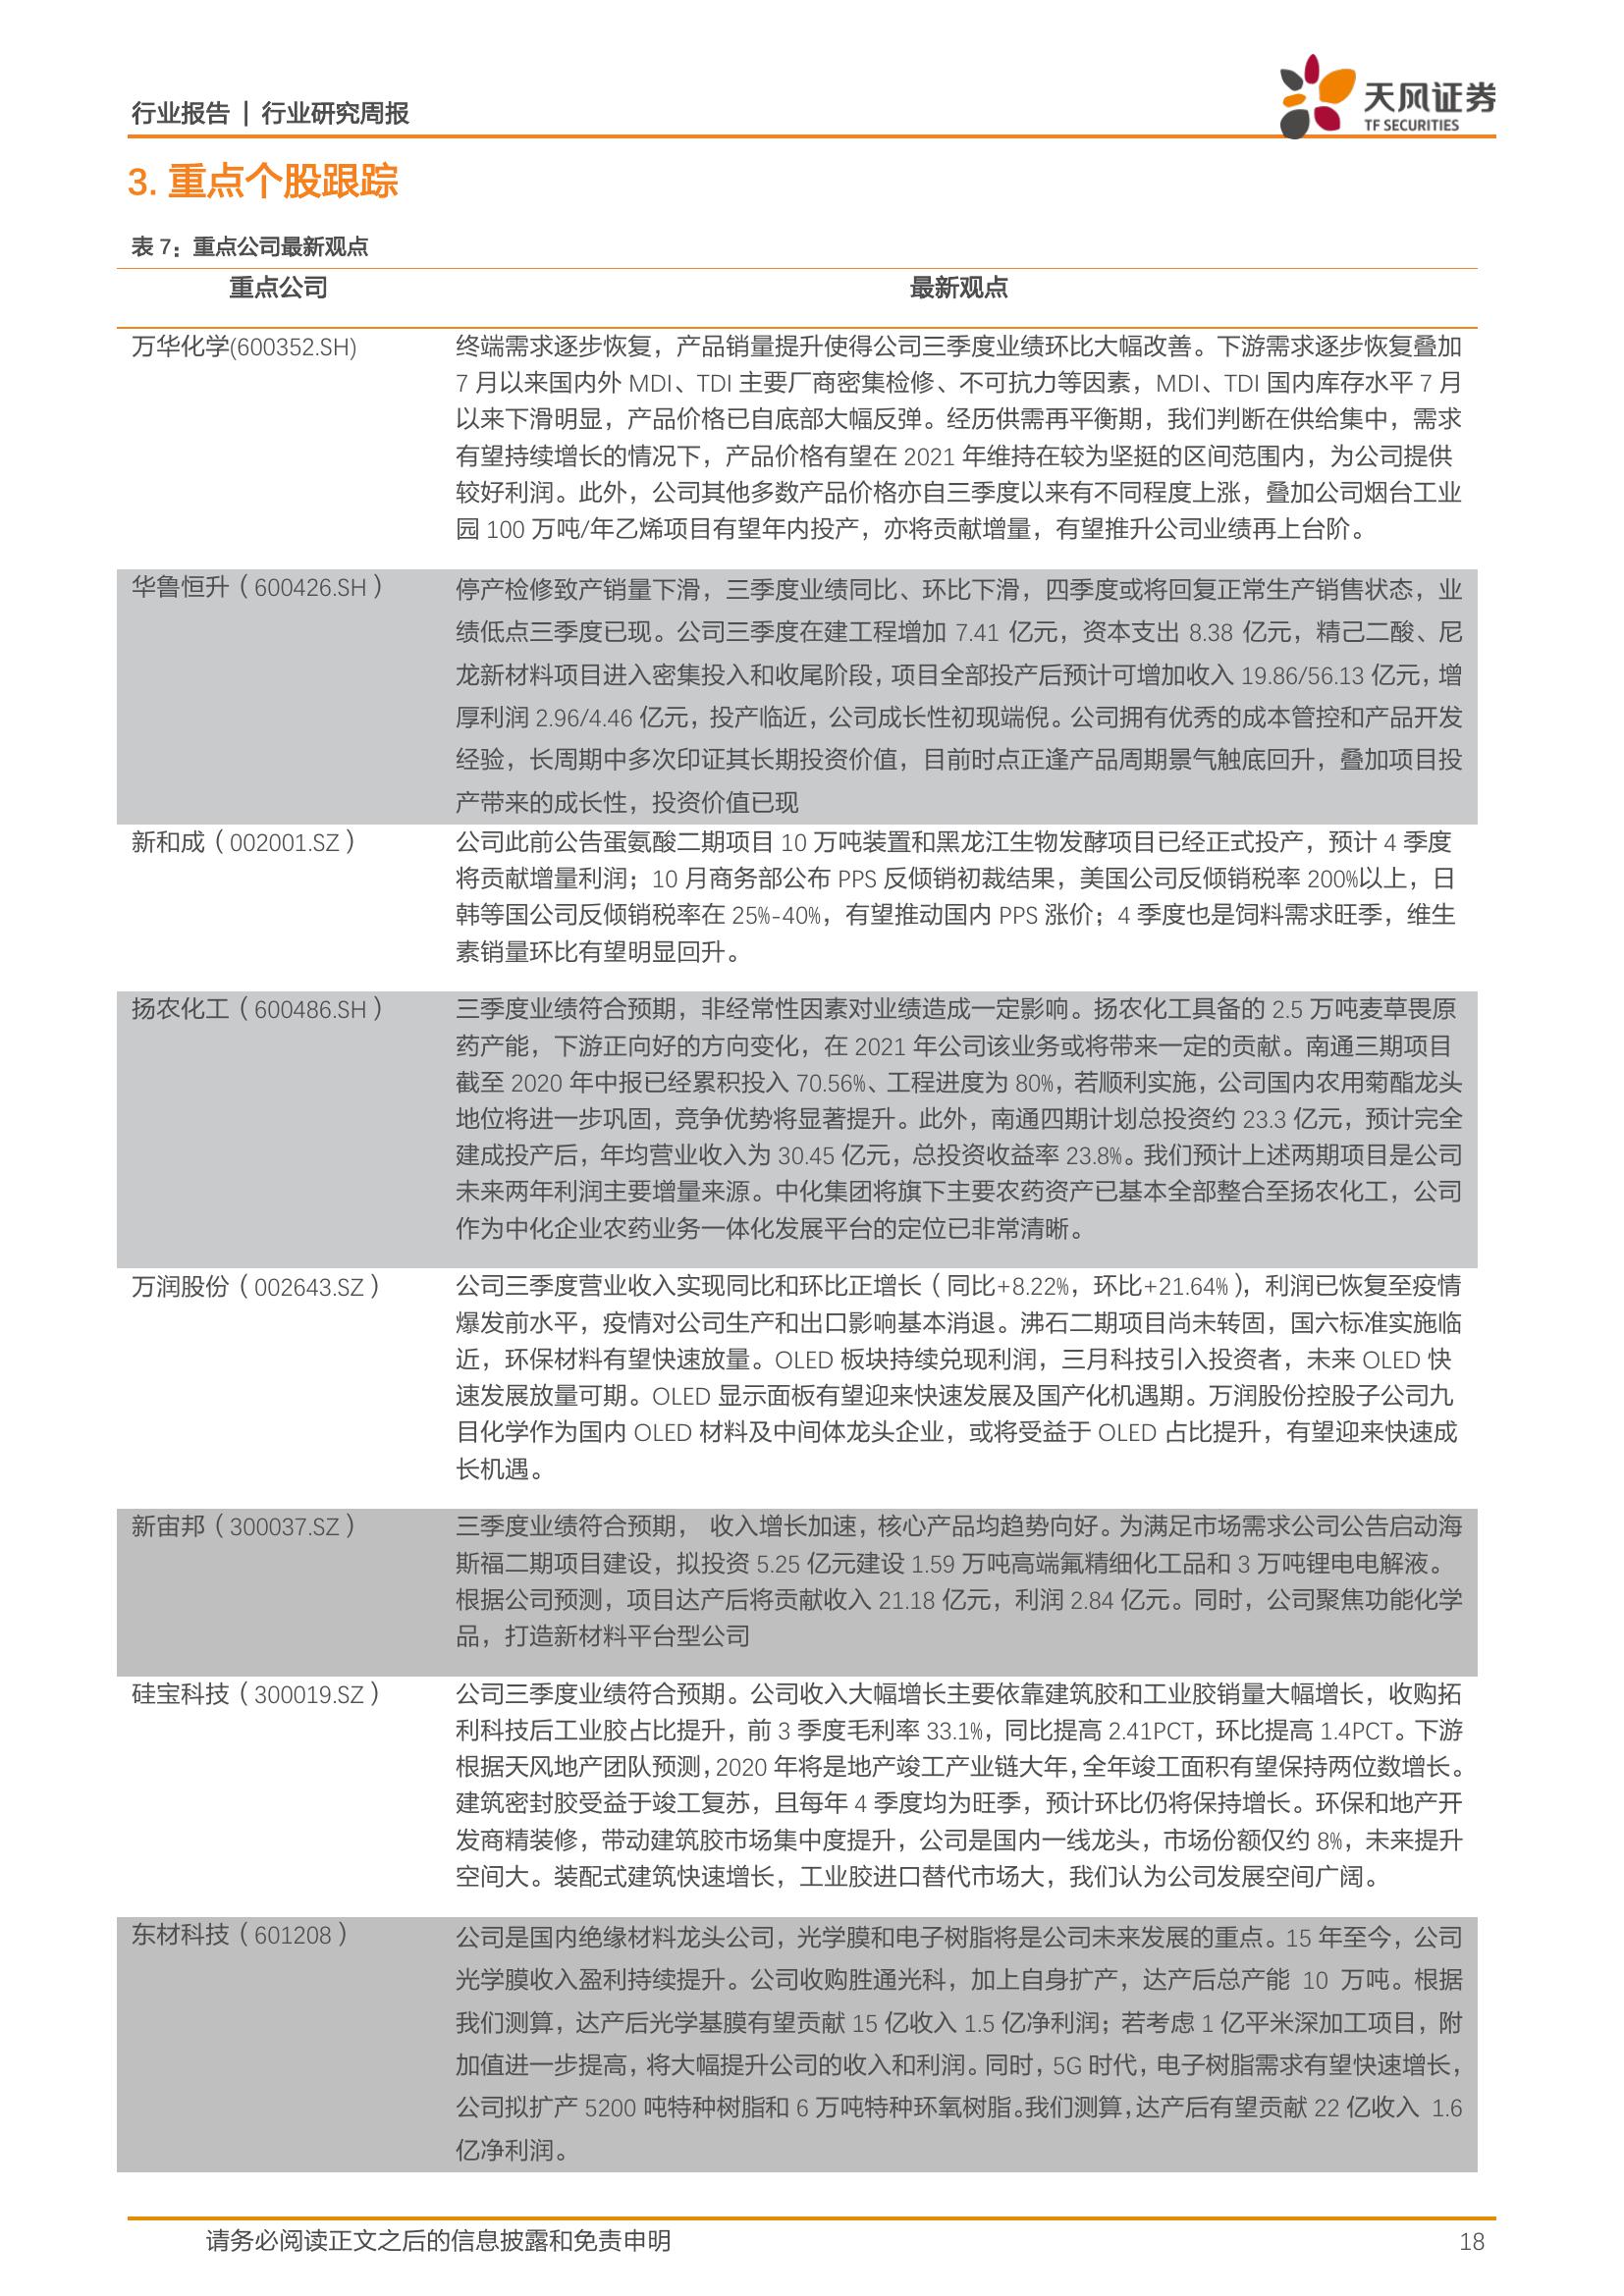 行业报告 | 行业研究周报
天风证券
TF SECURITIES
3. 重点个股跟踪
表 7：重点公司最新观点
重点公司 最新观点
万华化学(600352.SH)
终端需求逐步恢复，产品销量提升使得公司三季度业绩环比大幅改善。下游需求逐步恢复叠加
7 月以来国内外 MDI、TDI 主要厂商密集检修、不可抗力等因素，MDI、TDI 国内库存水平 7 月
以来下滑明显，产品价格已自底部大幅反弹。经历供需再平衡期，我们判断在供给集中，需求
有望持续增长的情况下，产品价格有望在 2021 年维持在较为坚挺的区间范围内，为公司提供
较好利润。此外，公司其他多数产品价格亦自三季度以来有不同程度上涨，叠加公司烟台工业
园 100 万吨/年乙烯项目有望年内投产，亦将贡献增量，有望推升公司业绩再上台阶。
华鲁恒升（600426.SH）
停产检修致产销量下滑，三季度业绩同比、环比下滑，四季度或将回复正常生产销售状态，业
绩低点三季度已现。公司三季度在建工程增加 7.41 亿元，资本支出 8.38 亿元，精己二酸、尼
龙新材料项目进入密集投入和收尾阶段，项目全部投产后预计可增加收入 19.86/56.13 亿元，增
厚利润 2.96/4.46 亿元，投产临近，公司成长性初现端倪。公司拥有优秀的成本管控和产品开发
经验，长周期中多次印证其长期投资价值，目前时点正逢产品周期景气触底回升，叠加项目投
产带来的成长性，投资价值已现
新和成（002001.SZ）
公司此前公告蛋氨酸二期项目 10 万吨装置和黑龙江生物发酵项目已经正式投产，预计 4 季度
将贡献增量利润；10 月商务部公布 PPS 反倾销初裁结果，美国公司反倾销税率 200%以上，日
韩等国公司反倾销税率在 25%-40%，有望推动国内 PPS 涨价；4 季度也是饲料需求旺季，维生
素销量环比有望明显回升。
扬农化工（600486.SH）
三季度业绩符合预期，非经常性因素对业绩造成一定影响。扬农化工具备的 2.5 万吨麦草畏原
药产能，下游正向好的方向变化，在 2021 年公司该业务或将带来一定的贡献。南通三期项目
截至 2020 年中报已经累积投入 70.56%、工程进度为 80%，若顺利实施，公司国内农用菊酯龙头
地位将进一步巩固，竞争优势将显著提升。此外，南通四期计划总投资约 23.3 亿元，预计完全
建成投产后，年均营业收入为 30.45 亿元，总投资收益率 23.8%。我们预计上述两期项目是公司
未来两年利润主要增量来源。中化集团将旗下主要农药资产已基本全部整合至扬农化工，公司
作为中化企业农药业务一体化发展平台的定位已非常清晰。
万润股份（002643.SZ）
公司三季度营业收入实现同比和环比正增长（同比+8.22%，环比+21.64%），利润已恢复至疫情
爆发前水平，疫情对公司生产和出口影响基本消退。沸石二期项目尚未转固，国六标准实施临
近，环保材料有望快速放量。OLED 板块持续兑现利润，三月科技引入投资者，未来 OLED 快
速发展放量可期。OLED 显示面板有望迎来快速发展及国产化机遇期。万润股份控股子公司九
目化学作为国内 OLED 材料及中间体龙头企业，或将受益于 OLED 占比提升，有望迎来快速成
长机遇。
新宙邦（300037.SZ）
三季度业绩符合预期， 收入增长加速，核心产品均趋势向好。为满足市场需求公司公告启动海
斯福二期项目建设，拟投资 5.25 亿元建设 1.59 万吨高端氟精细化工品和 3 万吨锂电电解液。
根据公司预测，项目达产后将贡献收入 21.18 亿元，利润 2.84 亿元。同时，公司聚焦功能化学
品，打造新材料平台型公司
硅宝科技（300019.SZ）
公司三季度业绩符合预期。公司收入大幅增长主要依靠建筑胶和工业胶销量大幅增长，收购拓
利科技后工业胶占比提升，前 3 季度毛利率 33.1%，同比提高 2.41PCT，环比提高 1.4PCT。下游
根据天风地产团队预测，2020 年将是地产竣工产业链大年，全年竣工面积有望保持两位数增长。
建筑密封胶受益于竣工复苏，且每年 4 季度均为旺季，预计环比仍将保持增长。环保和地产开
发商精装修，带动建筑胶市场集中度提升，公司是国内一线龙头，市场份额仅约 8%，未来提升
空间大。装配式建筑快速增长，工业胶进口替代市场大，我们认为公司发展空间广阔。
东材科技（601208）
公司是国内绝缘材料龙头公司，光学膜和电子树脂将是公司未来发展的重点。15 年至今，公司
光学膜收入盈利持续提升。公司收购胜通光科，加上自身扩产，达产后总产能 10 万吨。根据
我们测算，达产后光学基膜有望贡献 15 亿收入 1.5 亿净利润；若考虑 1 亿平米深加工项目，附
加值进一步提高，将大幅提升公司的收入和利润。同时，5G 时代，电子树脂需求有望快速增长，
公司拟扩产 5200 吨特种树脂和 6 万吨特种环氧树脂。我们测算，达产后有望贡献 22 亿收入 1.6
亿净利润。
请务必阅读正文之后的信息披露和免责申明 18